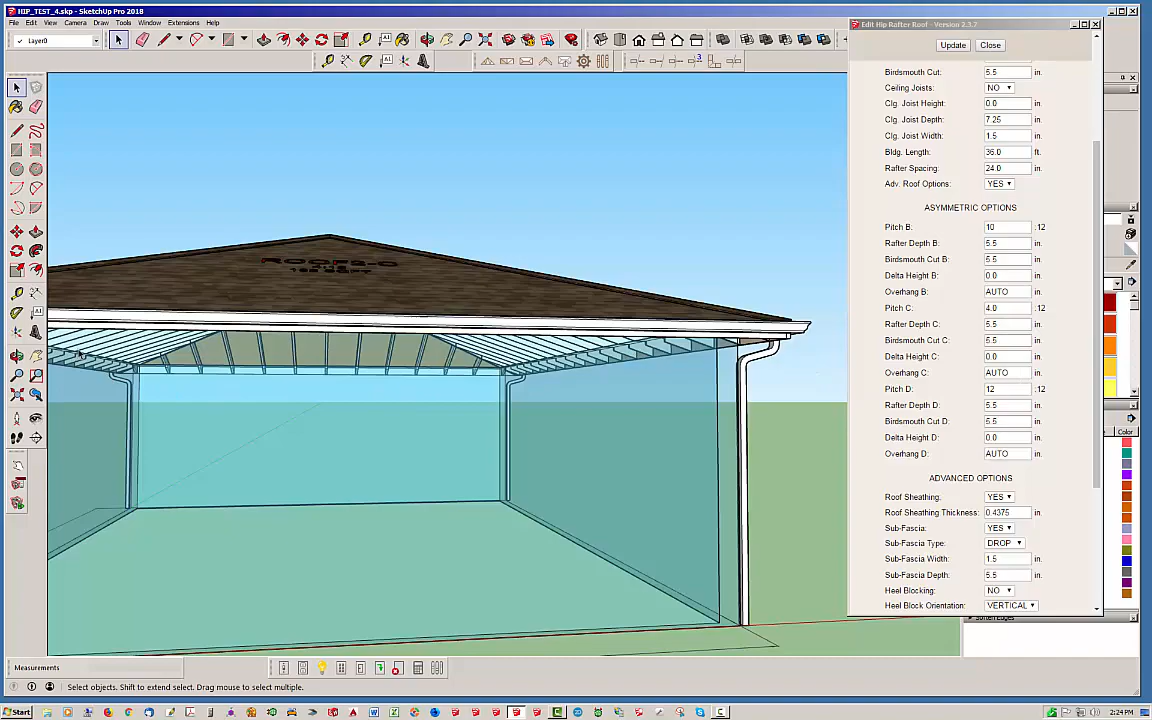 HIP_TEST_4.skp - SketchUp Pro 2018
File Edit View Camera Draw Tools Window Extensions Help
Layer0
Edit Hip Rafter Roof - Version 2.3.7
Update Close
Birdsmouth Cut: 5.5 in.
Ceiling Joists: NO
Clg. Joist Height: 0.0 in.
Clg. Joist Depth: 7.25 in.
Clg. Joist Width: 1.5 in.
Bldg. Length: 36.0 ft.
Rafter Spacing: 24.0 in.
Adv. Roof Options: YES
ASYMMETRIC OPTIONS
Pitch B: 10 :12
Rafter Depth B: 5.5 in.
Birdsmouth Cut B: 5.5 in.
Delta Height B: 0.0 in.
Overhang B: AUTO in.
Pitch C: 4.0 :12
Rafter Depth C: 5.5 in.
Birdsmouth Cut C: 5.5 in.
Delta Height C: 0.0 in.
Overhang C: AUTO in.
Pitch D: 12 :12
Rafter Depth D: 5.5 in.
Birdsmouth Cut D: 5.5 in.
Delta Height D: 0.0 in.
Overhang D: AUTO in.
ADVANCED OPTIONS
Roof Sheathing: YES
Roof Sheathing Thickness: 0.4375 in.
Sub-Fascia: YES
Sub-Fascia Type: DROP
Sub-Fascia Width: 1.5 in.
Sub-Fascia Depth: 5.5 in.
Heel Blocking: NO
Heel Block Orientation: VERTICAL
Color
Soften Edges
Measurements
Select objects. Shift to extend select. Drag mouse to select multiple.
Start
2:24 PM